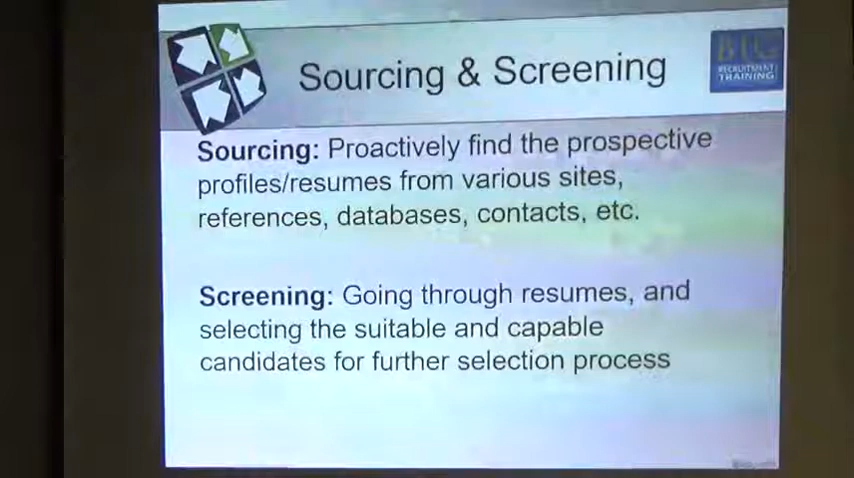 Sourcing & Screening
RECRUITMENT
TRAINING
Sourcing: Proactively find the prospective
profiles/resumes from various sites,
references, databases, contacts, etc.
Screening: Going through resumes, and
selecting the suitable and capable
candidates for further selection process